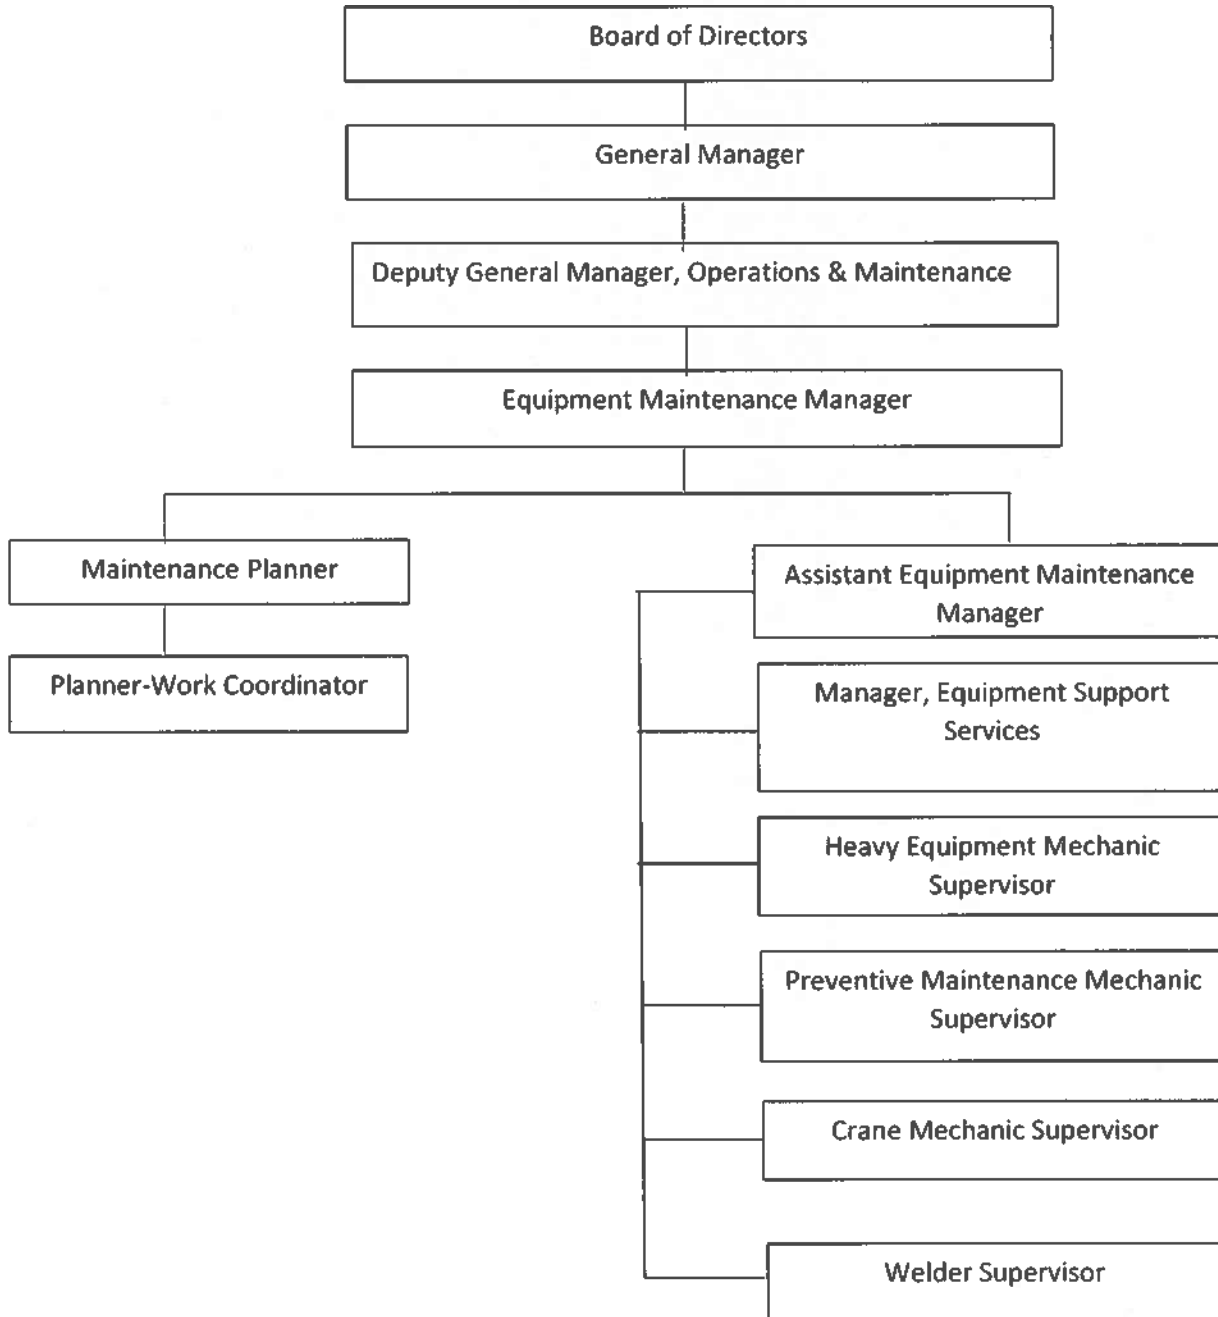 Board of Directors
General Manager
Deputy General Manager, Operations & Maintenance
Equipment Maintenance Manager
Maintenance Planner
Planner-Work Coordinator
Assistant Equipment Maintenance
Manager
Manager, Equipment Support
Services
Heavy Equipment Mechanic
Supervisor
Preventive Maintenance Mechanic
Supervisor
Crane Mechanic Supervisor
Welder Supervisor